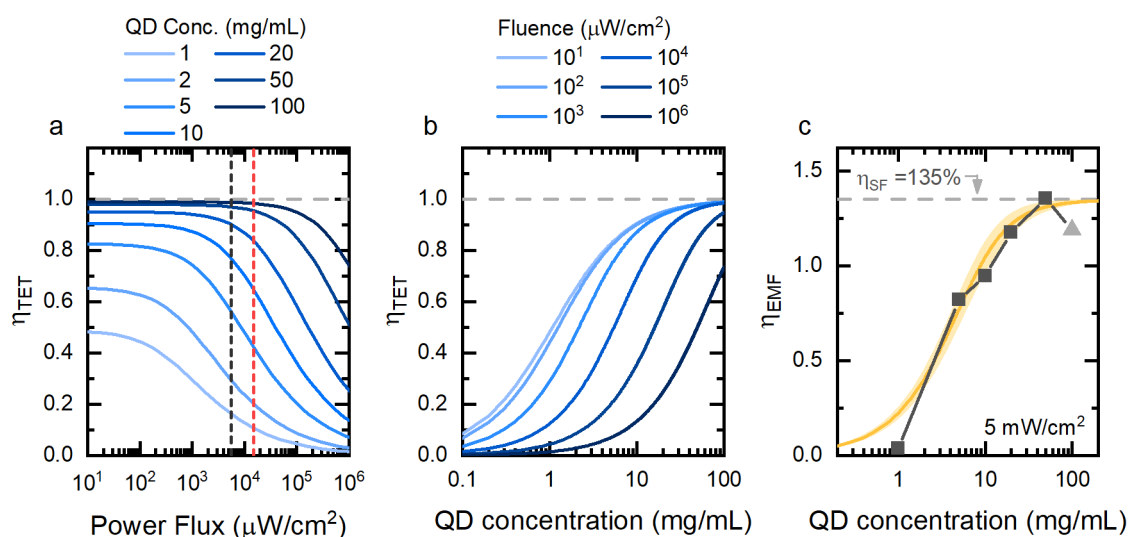 QD Conc. (mg/mL)
1 20
2 50
5 100
10
Fluence (μW/cm²)
10¹ 10⁴
10² 10⁵
10³ 10⁶
a
1.0
0.8
0.6
0.4
0.2
0.0
η_TET
10¹ 10² 10³ 10⁴ 10⁵ 10⁶
Power Flux (μW/cm²)
b
1.0
0.8
0.6
0.4
0.2
0.0
η_TET
0.1 1 10 100
QD concentration (mg/mL)
c
1.5
1.0
0.5
0.0
η_EMF
η_SF =135%
5 mW/cm²
1 10 100
QD concentration (mg/mL)